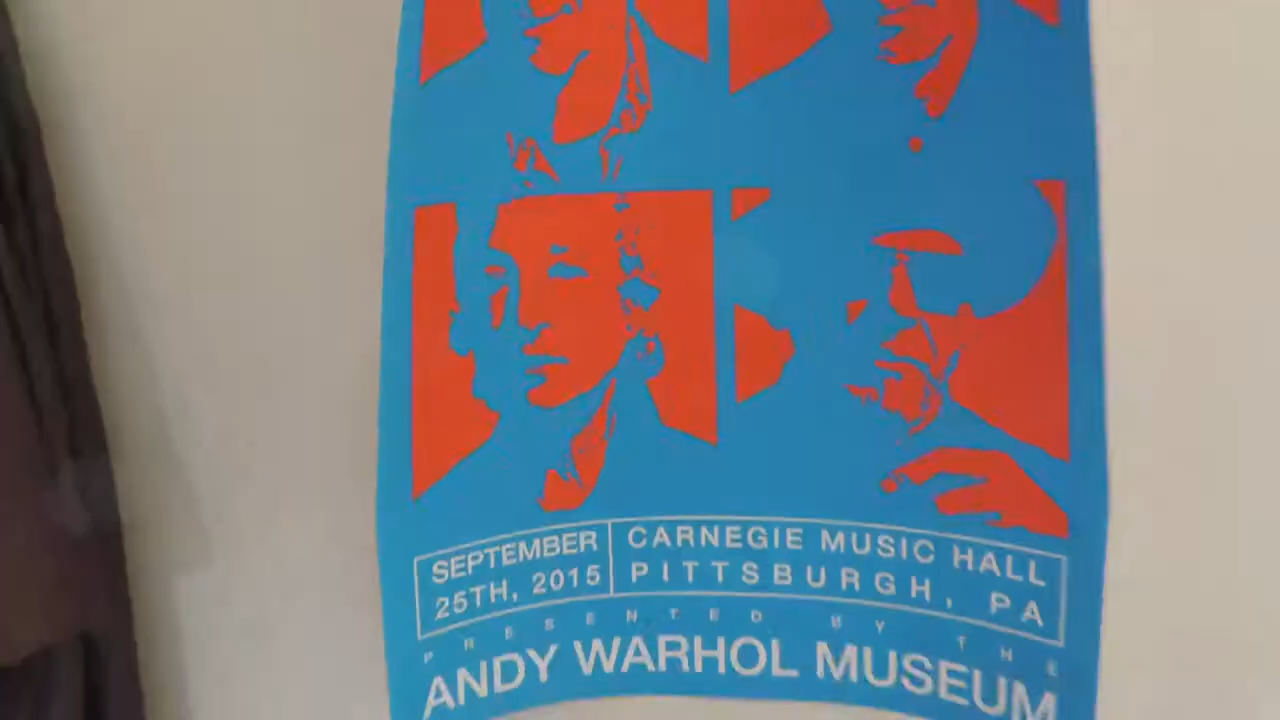 SEPTEMBER
25TH, 2015
CARNEGIE MUSIC HALL
PITTSBURGH, PA
PRESENTED BY THE
ANDY WARHOL MUSEUM